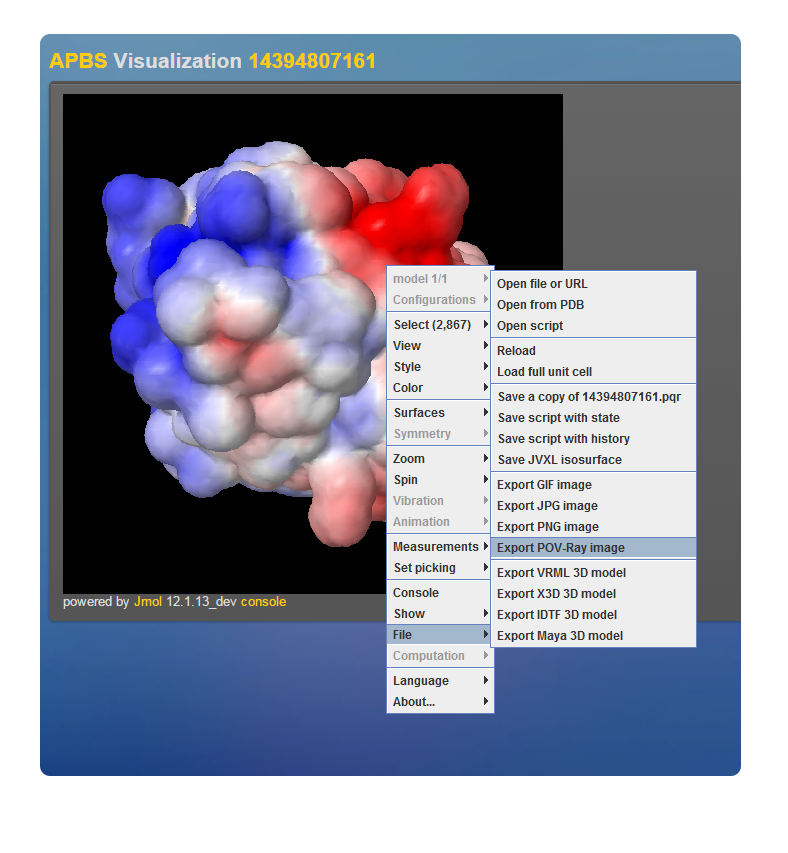 APBS Visualization 14394807161
model 1/1
Configurations
Select (2,867)
View
Style
Color
Surfaces
Symmetry
Zoom
Spin
Vibration
Animation
Measurements
Set picking
Console
Show
File
Computation
Language
About...
Open file or URL
Open from PDB
Open script
Reload
Load full unit cell
Save a copy of 14394807161.pqr
Save script with state
Save script with history
Save JVXL isosurface
Export GIF image
Export JPG image
Export PNG image
Export POV-Ray image
Export VRML 3D model
Export X3D 3D model
Export IDTF 3D model
Export Maya 3D model
powered by Jmol 12.1.13_dev console